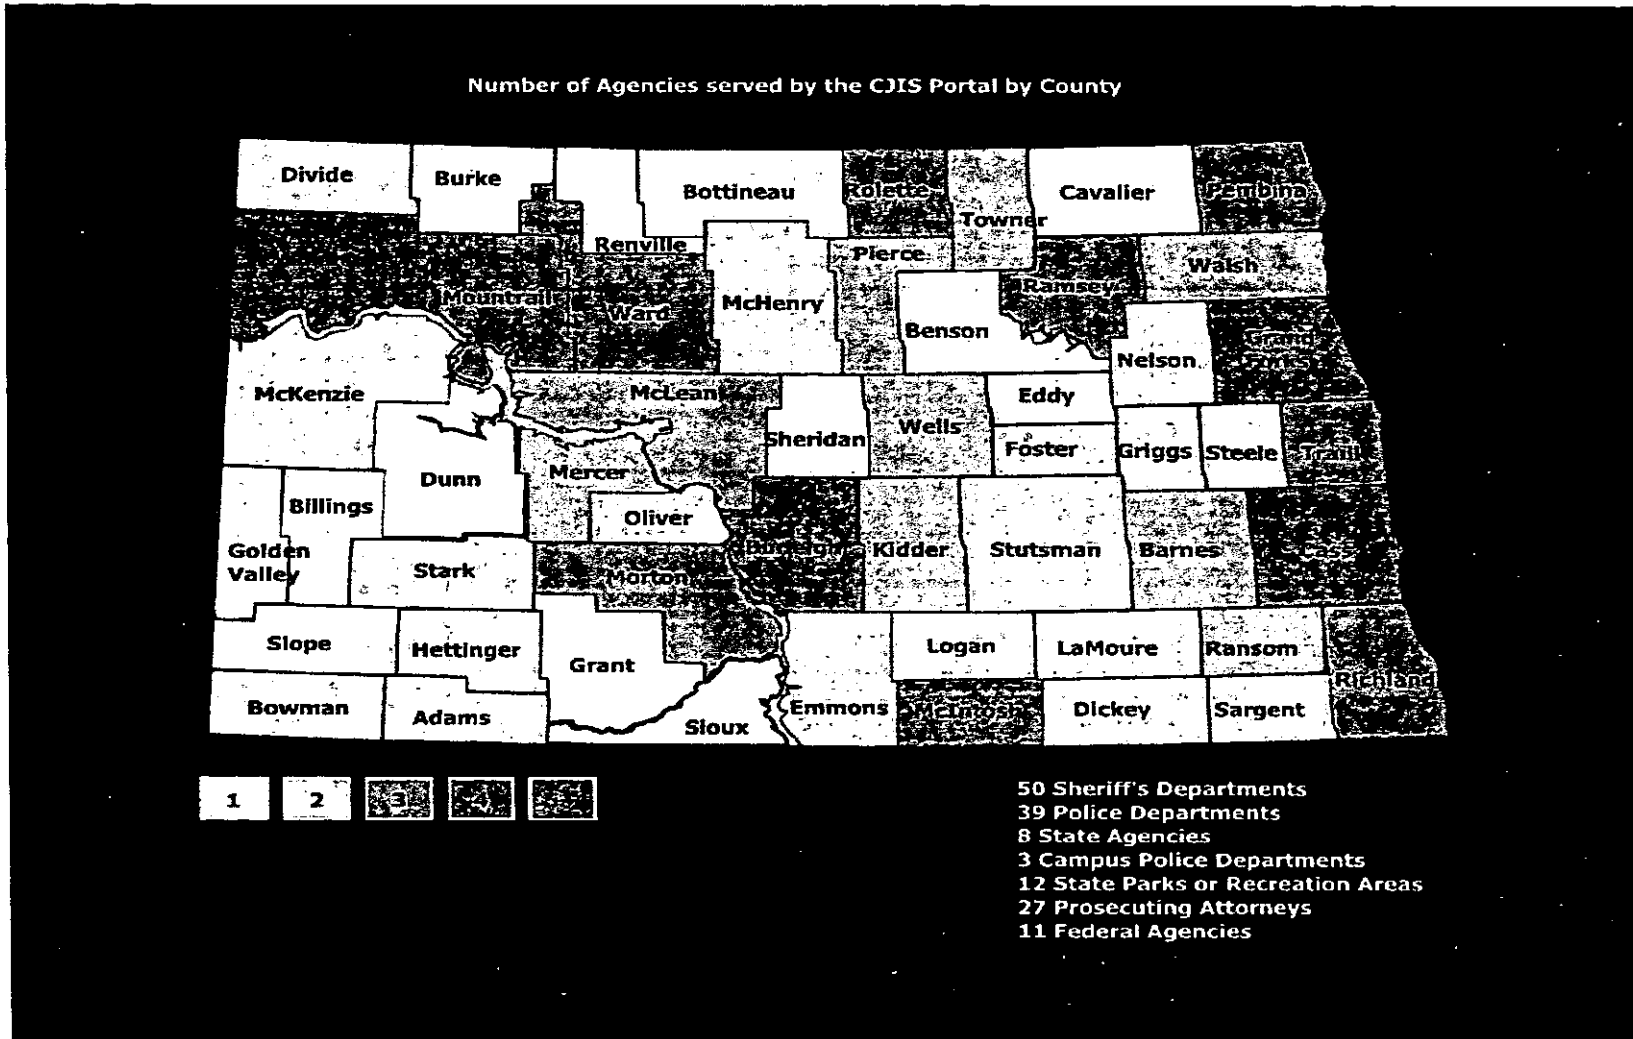 Number of Agencies served by the CJIS Portal by County
Divide
Burke
Bottineau
Rolette
Cavalier
Pembina
Towner
Renville
Pierce
Walsh
Mountrail
Ward
McHenry
Ramsey
Benson
Grand
Forks
Nelson
McKenzie
McLean
Eddy
Sheridan
Wells
Foster
Griggs
Steele
Traill
Mercer
Dunn
Billings
Oliver
Golden
Valley
Stark
Morton
Burleigh
Kidder
Stutsman
Barnes
Cass
Slope
Hettinger
Grant
Logan
LaMoure
Ransom
Richland
Bowman
Adams
Sioux
Emmons
McIntosh
Dickey
Sargent
1 2 3 4
50 Sheriff's Departments
39 Police Departments
8 State Agencies
3 Campus Police Departments
12 State Parks or Recreation Areas
27 Prosecuting Attorneys
11 Federal Agencies